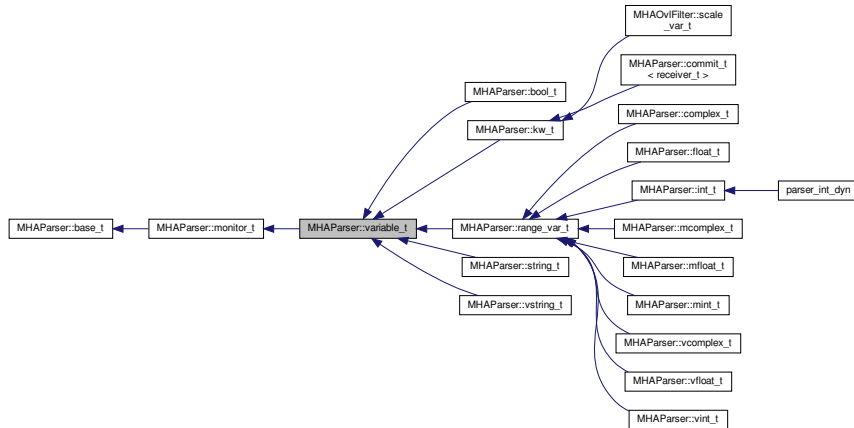 MHAOvlFilter::scale
_var_t
MHAParser::commit_t
< receiver_t >
MHAParser::bool_t
MHAParser::complex_t
MHAParser::kw_t
MHAParser::float_t
MHAParser::int_t
parser_int_dyn
MHAParser::base_t
MHAParser::monitor_t
MHAParser::variable_t
MHAParser::range_var_t
MHAParser::mcomplex_t
MHAParser::string_t
MHAParser::mfloat_t
MHAParser::vstring_t
MHAParser::mint_t
MHAParser::vcomplex_t
MHAParser::vfloat_t
MHAParser::vint_t